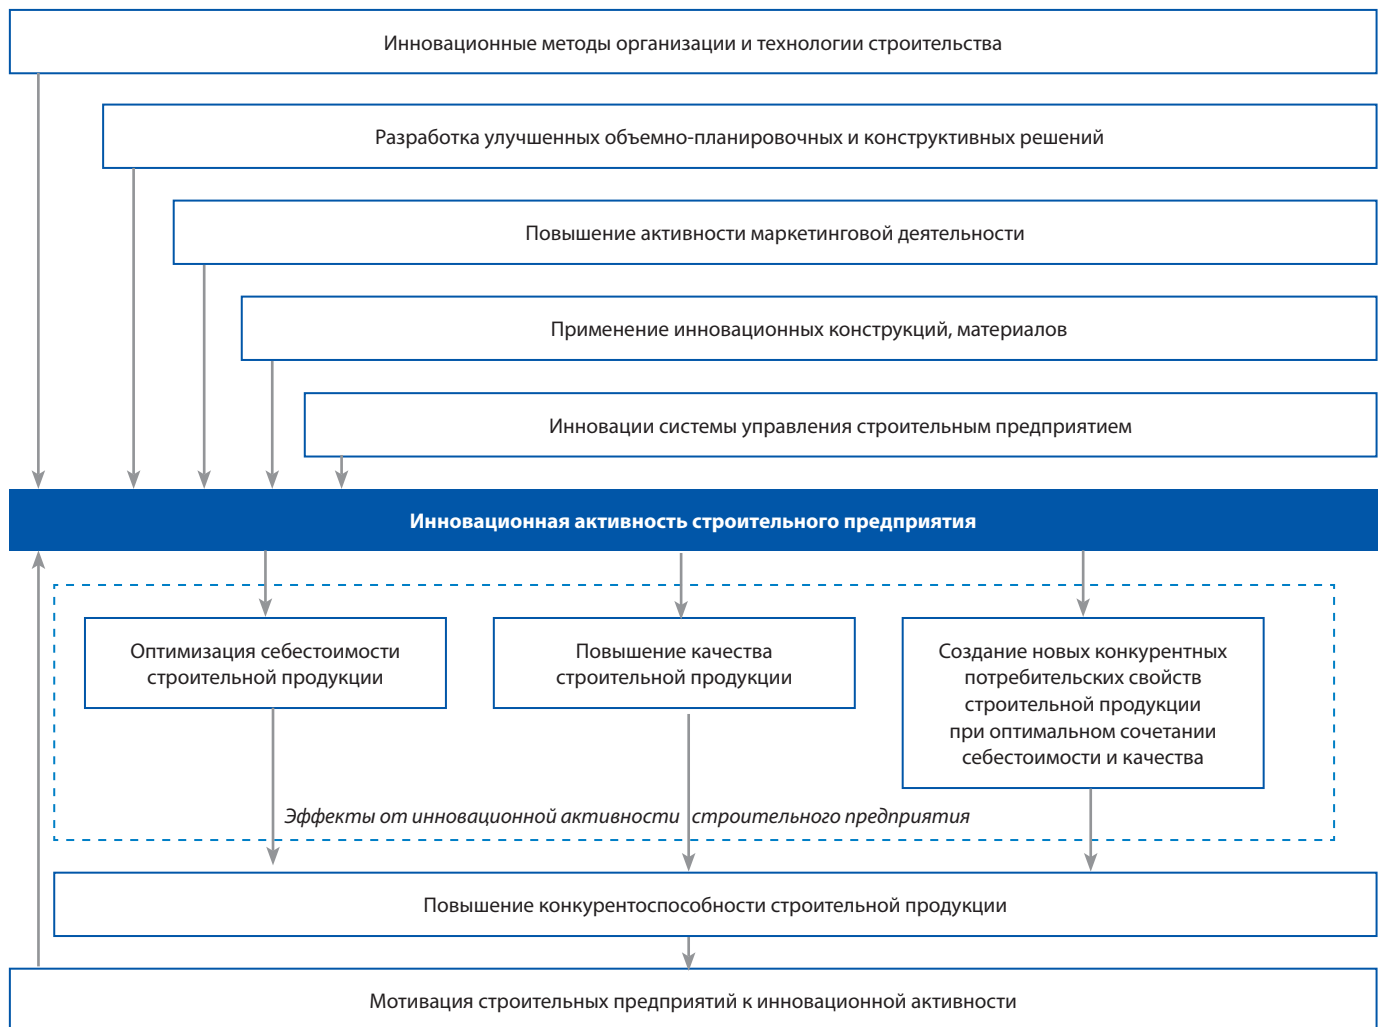 Инновационные методы организации и технологии строительства
Разработка улучшенных объемно-планировочных и конструктивных решений
Повышение активности маркетинговой деятельности
Применение инновационных конструкций, материалов
Инновации системы управления строительным предприятием
Инновационная активность строительного предприятия
Оптимизация себестоимости
строительной продукции
Повышение качества
строительной продукции
Создание новых конкурентных
потребительских свойств
строительной продукции
при оптимальном сочетании
себестоимости и качества
Эффекты от инновационной активности строительного предприятия
Повышение конкурентоспособности строительной продукции
Мотивация строительных предприятий к инновационной активности